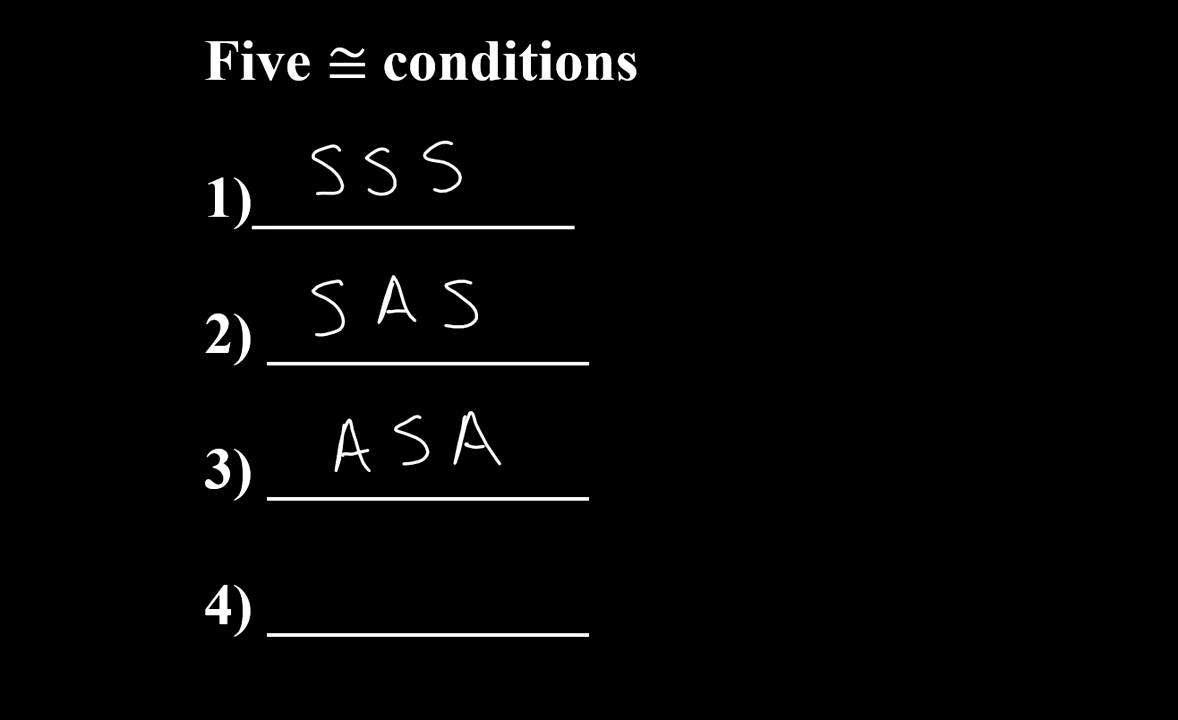 Five ≅ conditions
1) SSS
2) SAS
3) ASA
4)